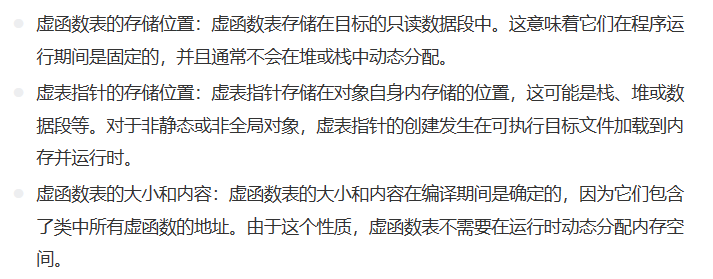 虚函数表的存储位置：虚函数表存储在目标的只读数据段中。这意味着它们在程序运
行期间是固定的，并且通常不会在堆或栈中动态分配。
虚表指针的存储位置：虚表指针存储在对象自身内存储的位置，这可能是栈、堆或数
据段等。对于非静态或非全局对象，虚表指针的创建发生在可执行目标文件加载到内
存并运行时。
虚函数表的大小和内容：虚函数表的大小和内容在编译期间是确定的，因为它们包含
了类中所有虚函数的地址。由于这个性质，虚函数表不需要在运行时动态分配内存空
间。